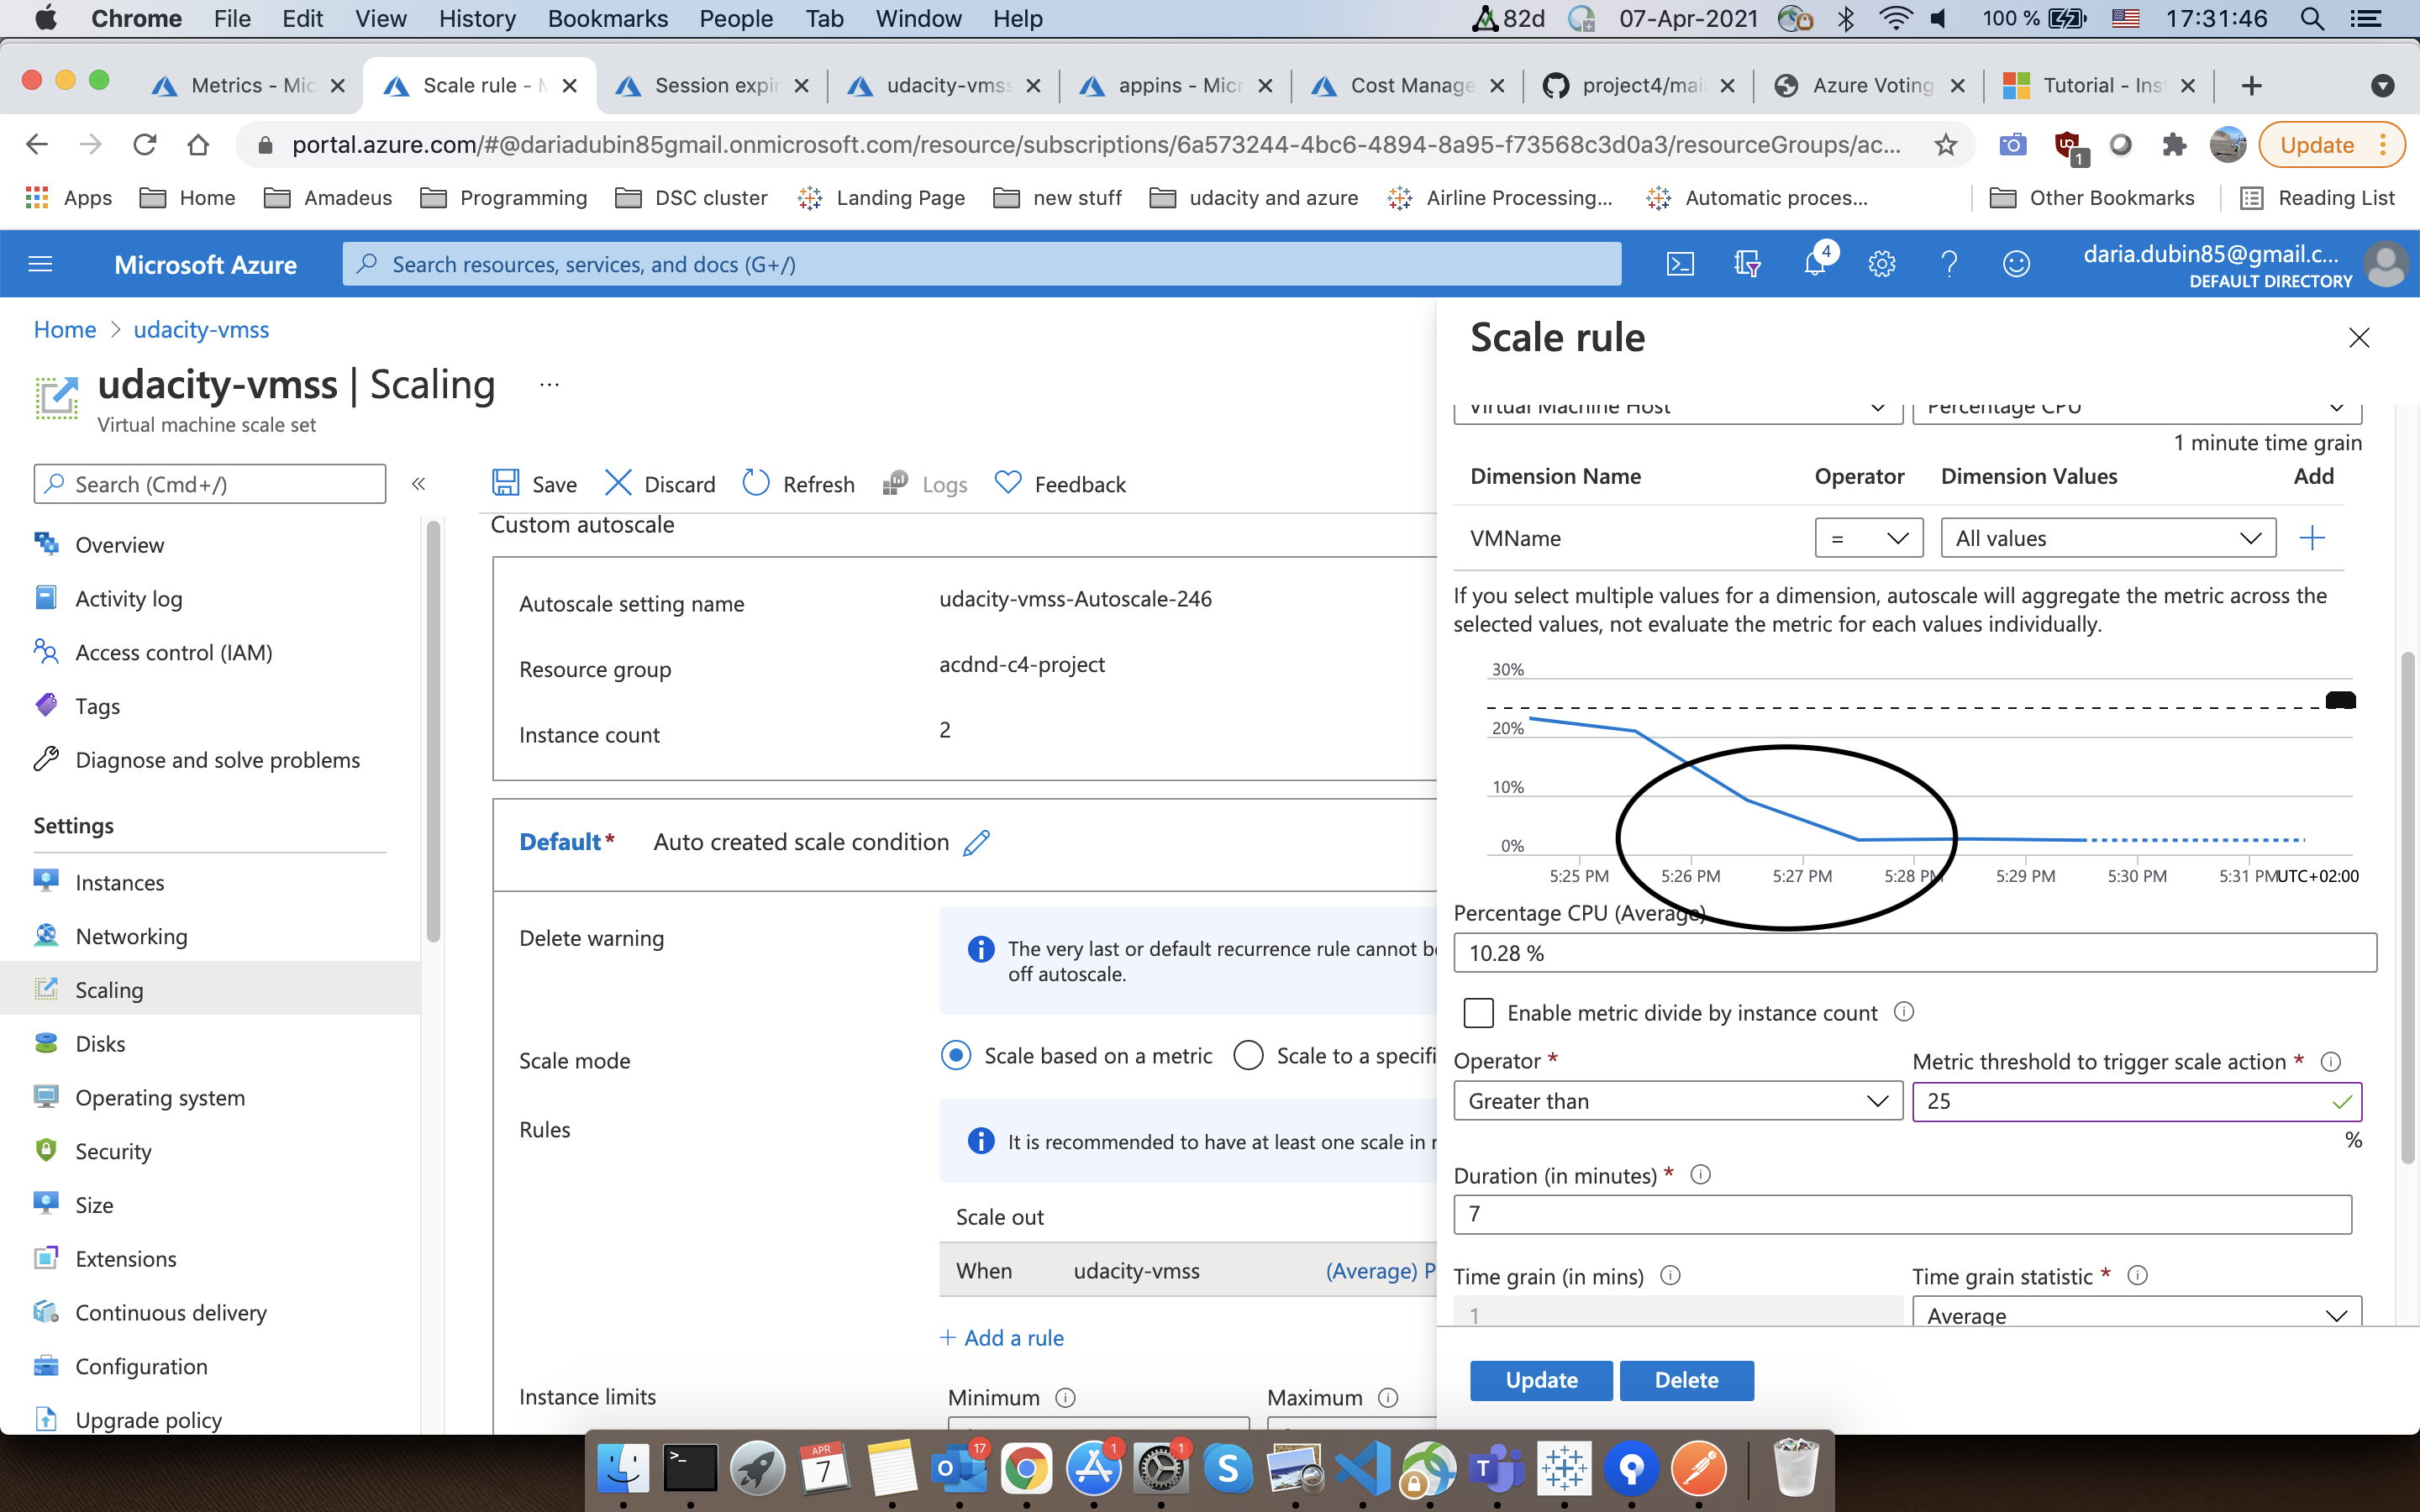 Chrome File Edit View History Bookmarks People Tab Window Help 82d 07-Apr-2021 100 % 17:31:46
Metrics - Mic Scale rule - M Session expir udacity-vmss appins - Micr Cost Manage project4/mai Azure Voting Tutorial - Ins
portal.azure.com/#@dariadubin85gmail.onmicrosoft.com/resource/subscriptions/6a573244-4bc6-4894-8a95-f73568c3d0a3/resourceGroups/ac... 1 Update
Apps Home Amadeus Programming DSC cluster Landing Page new stuff udacity and azure Airline Processing... Automatic proces... Other Bookmarks Reading List
Microsoft Azure Search resources, services, and docs (G+/) 4 daria.dubin85@gmail.c...
DEFAULT DIRECTORY
Home > udacity-vmss
udacity-vmss | Scaling ...
Virtual machine scale set
Search (Cmd+/) «
Overview
Activity log
Access control (IAM)
Tags
Diagnose and solve problems
Settings
Instances
Networking
Scaling
Disks
Operating system
Security
Size
Extensions
Continuous delivery
Configuration
Upgrade policy
Save Discard Refresh Logs Feedback
Custom autoscale
Autoscale setting name udacity-vmss-Autoscale-246
Resource group acdnd-c4-project
Instance count 2
Default* Auto created scale condition
Delete warning
The very last or default recurrence rule cannot be
off autoscale.
Scale mode Scale based on a metric Scale to a specifi
Rules
It is recommended to have at least one scale in r
Scale out
When udacity-vmss (Average) P
+ Add a rule
Instance limits Minimum Maximum
Scale rule
Virtual Machine Host Percentage CPU
1 minute time grain
Dimension Name Operator Dimension Values Add
VMName = All values +
If you select multiple values for a dimension, autoscale will aggregate the metric across the
selected values, not evaluate the metric for each values individually.
30%
20%
10%
0%
5:25 PM 5:26 PM 5:27 PM 5:28 PM 5:29 PM 5:30 PM 5:31 PM UTC+02:00
Percentage CPU (Average)
10.28 %
Enable metric divide by instance count
Operator * Metric threshold to trigger scale action *
Greater than 25
%
Duration (in minutes) *
7
Time grain (in mins) Time grain statistic *
1 Average
Update Delete
APR 7 17 1 1